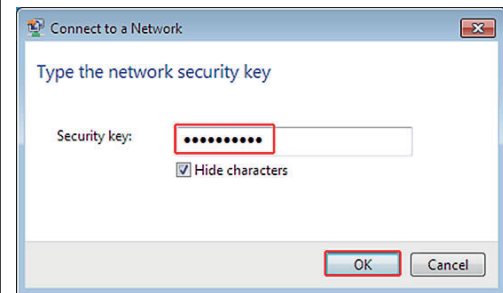 Connect to a Network
Type the network security key
Security key: ••••••••••
Hide characters
OK Cancel